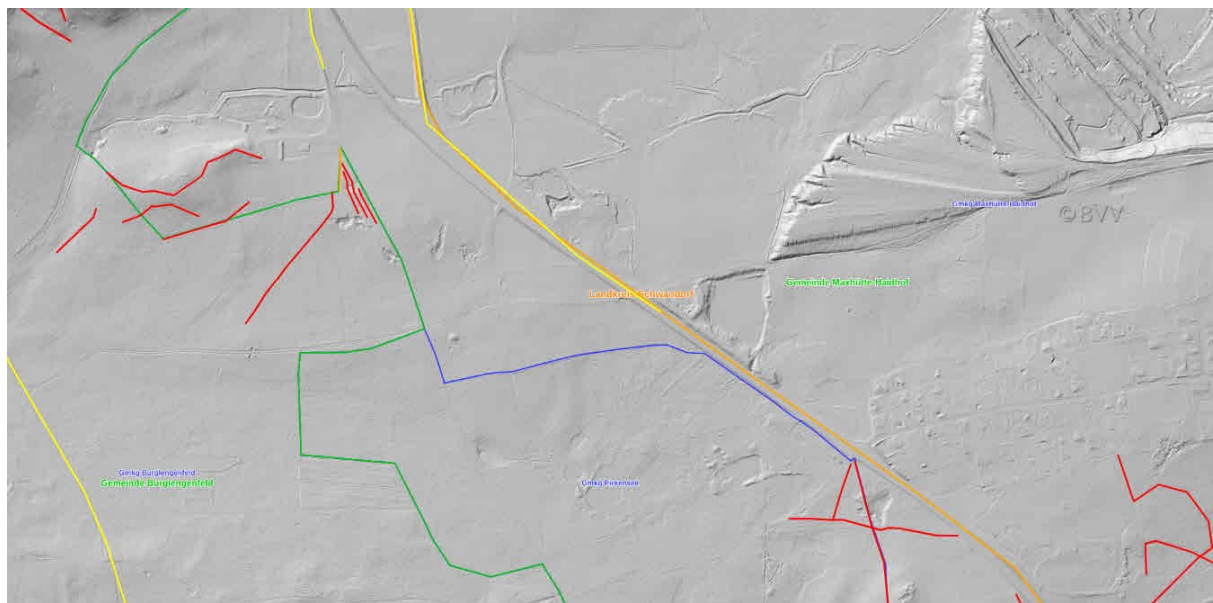 Gmkg Maxhütte-Haidhof
©BVV
Gemeinde Maxhütte-Haidhof
Landkreis Schwandorf
Gmkg Burglengenfeld
Gemeinde Burglengenfeld
Gmkg Pirkensee